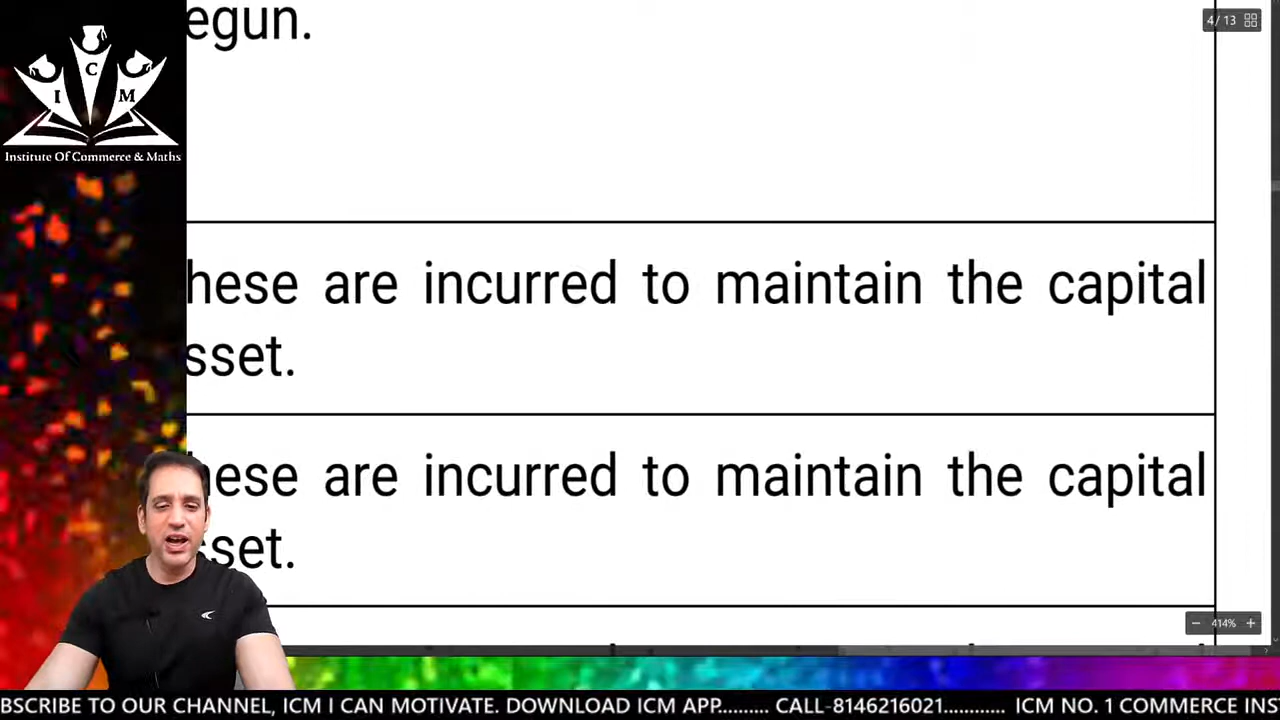 egun.
4/13
I C M
Institute Of Commerce & Maths
hese are incurred to maintain the capital
sset.
hese are incurred to maintain the capital
sset.
414%
BSCRIBE TO OUR CHANNEL, ICM I CAN MOTIVATE. DOWNLOAD ICM APP......... CALL-8146216021............ ICM NO. 1 COMMERCE INS